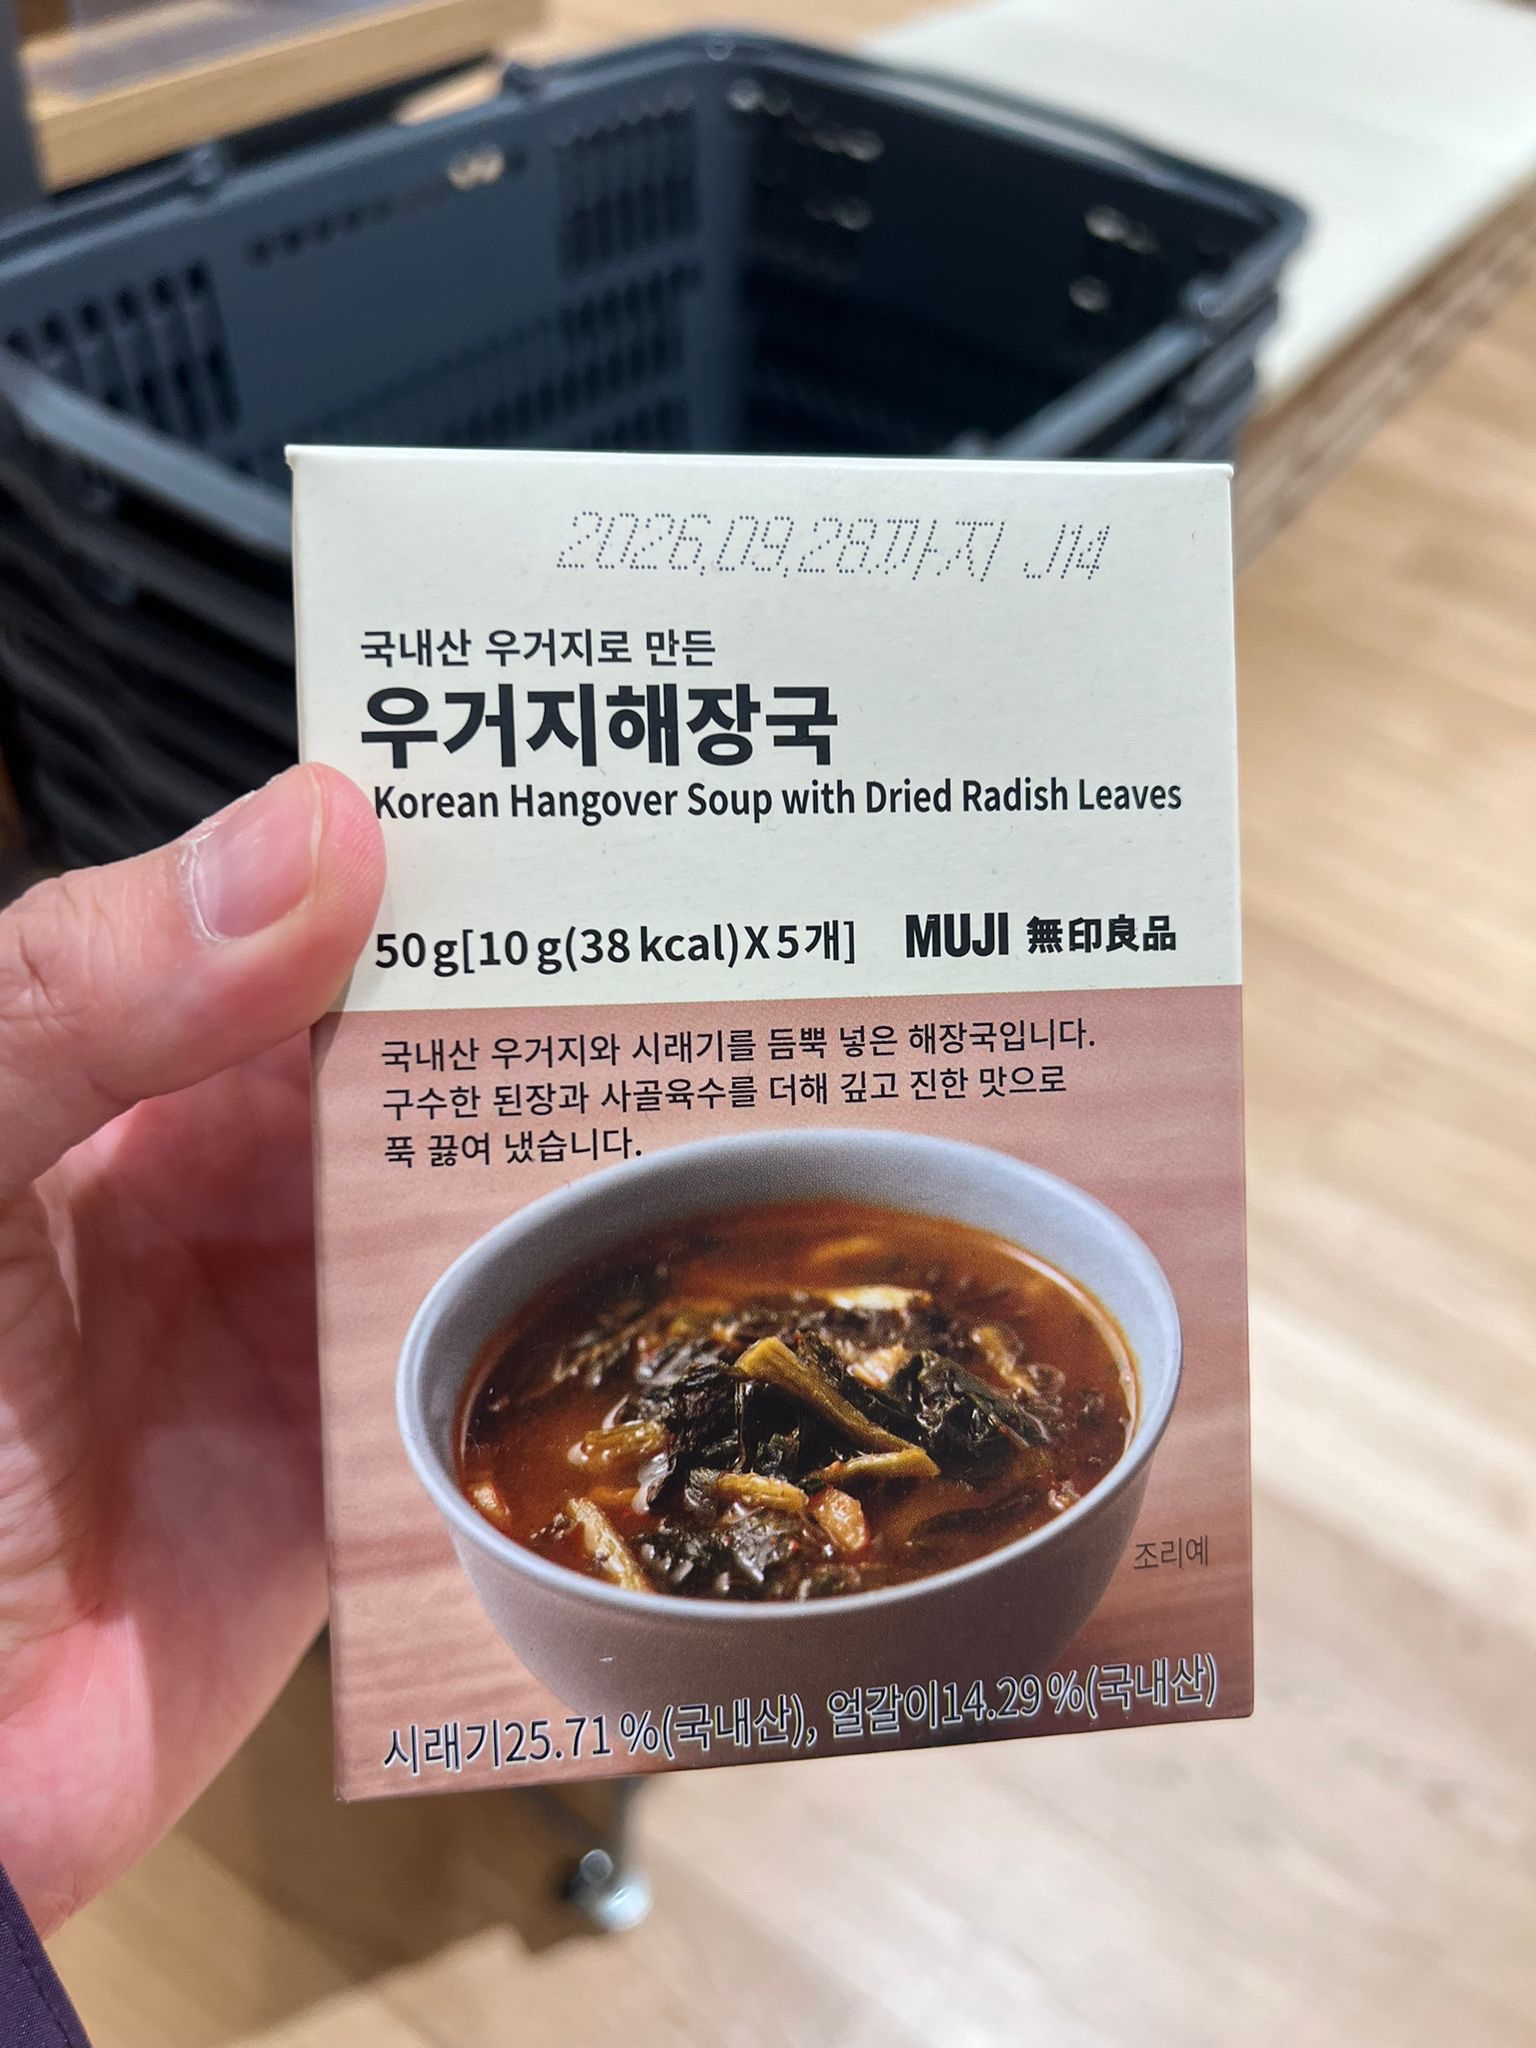 2026.09.28까지 J14
국내산 우거지로 만든
우거지해장국
Korean Hangover Soup with Dried Radish Leaves
50g[10g(38kcal)X5개] MUJI 無印良品
국내산 우거지와 시래기를 듬뿍 넣은 해장국입니다.
구수한 된장과 사골육수를 더해 깊고 진한 맛으로
푹 끓여 냈습니다.
조리예
시래기25.71%(국내산), 얼갈이14.29%(국내산)